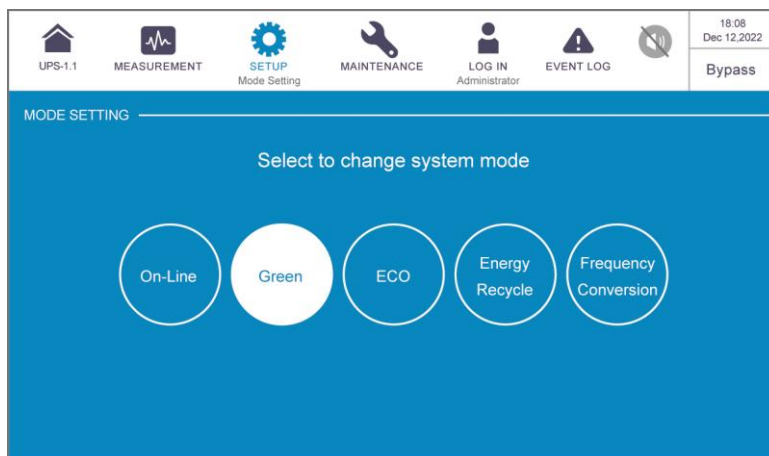 18:08
Dec 12,2022
UPS-1.1
MEASUREMENT
SETUP
Mode Setting
MAINTENANCE
LOG IN
Administrator
EVENT LOG
Bypass
MODE SETTING
Select to change system mode
On-Line
Green
ECO
Energy
Recycle
Frequency
Conversion